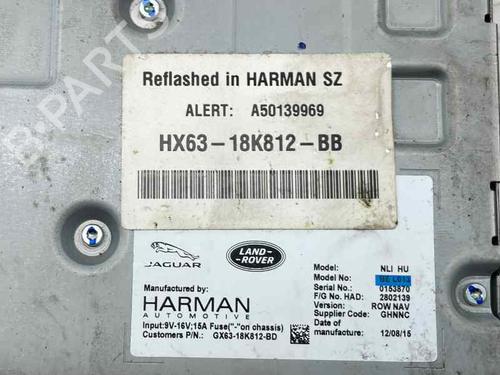 Reflashed in HARMAN SZ
ALERT: A50139969
HX63-18K812-BB
JAGUAR
LAND-
ROVER
Manufactured by:
HARMAN
AUTOMOTIVE
Input:9V-16V;15A Fuse("-"on chassis)
Customers P/N.: GX63-18K812-BD
Model: NLI HU
Model No:
Serial No.: 0153870
F/G No. HAD: 2802139
Version: ROW NAV
Supplier Code: GHNNC
Date of
manufacture: 12/08/15
B-Parts